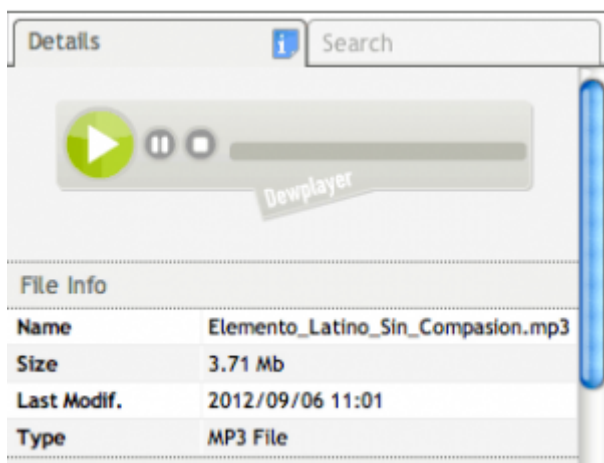 Details
Search
Dewplayer
File Info
Name Elemento_Latino_Sin_Compasion.mp3
Size 3.71 Mb
Last Modif. 2012/09/06 11:01
Type MP3 File